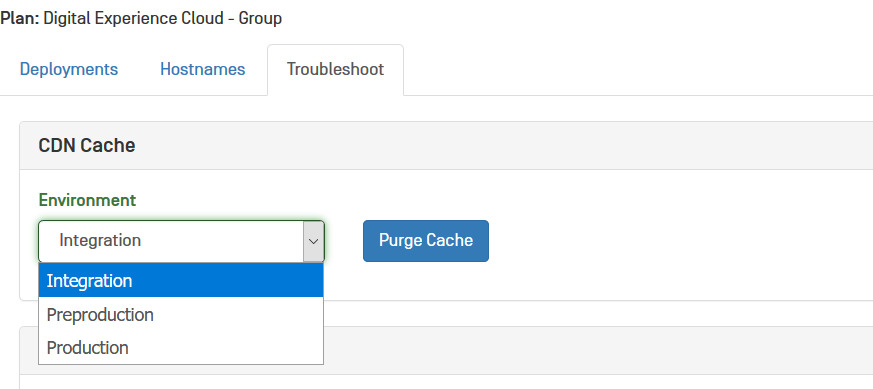 Plan: Digital Experience Cloud - Group
Deployments Hostnames Troubleshoot
CDN Cache
Environment
Integration Purge Cache
Integration
Preproduction
Production